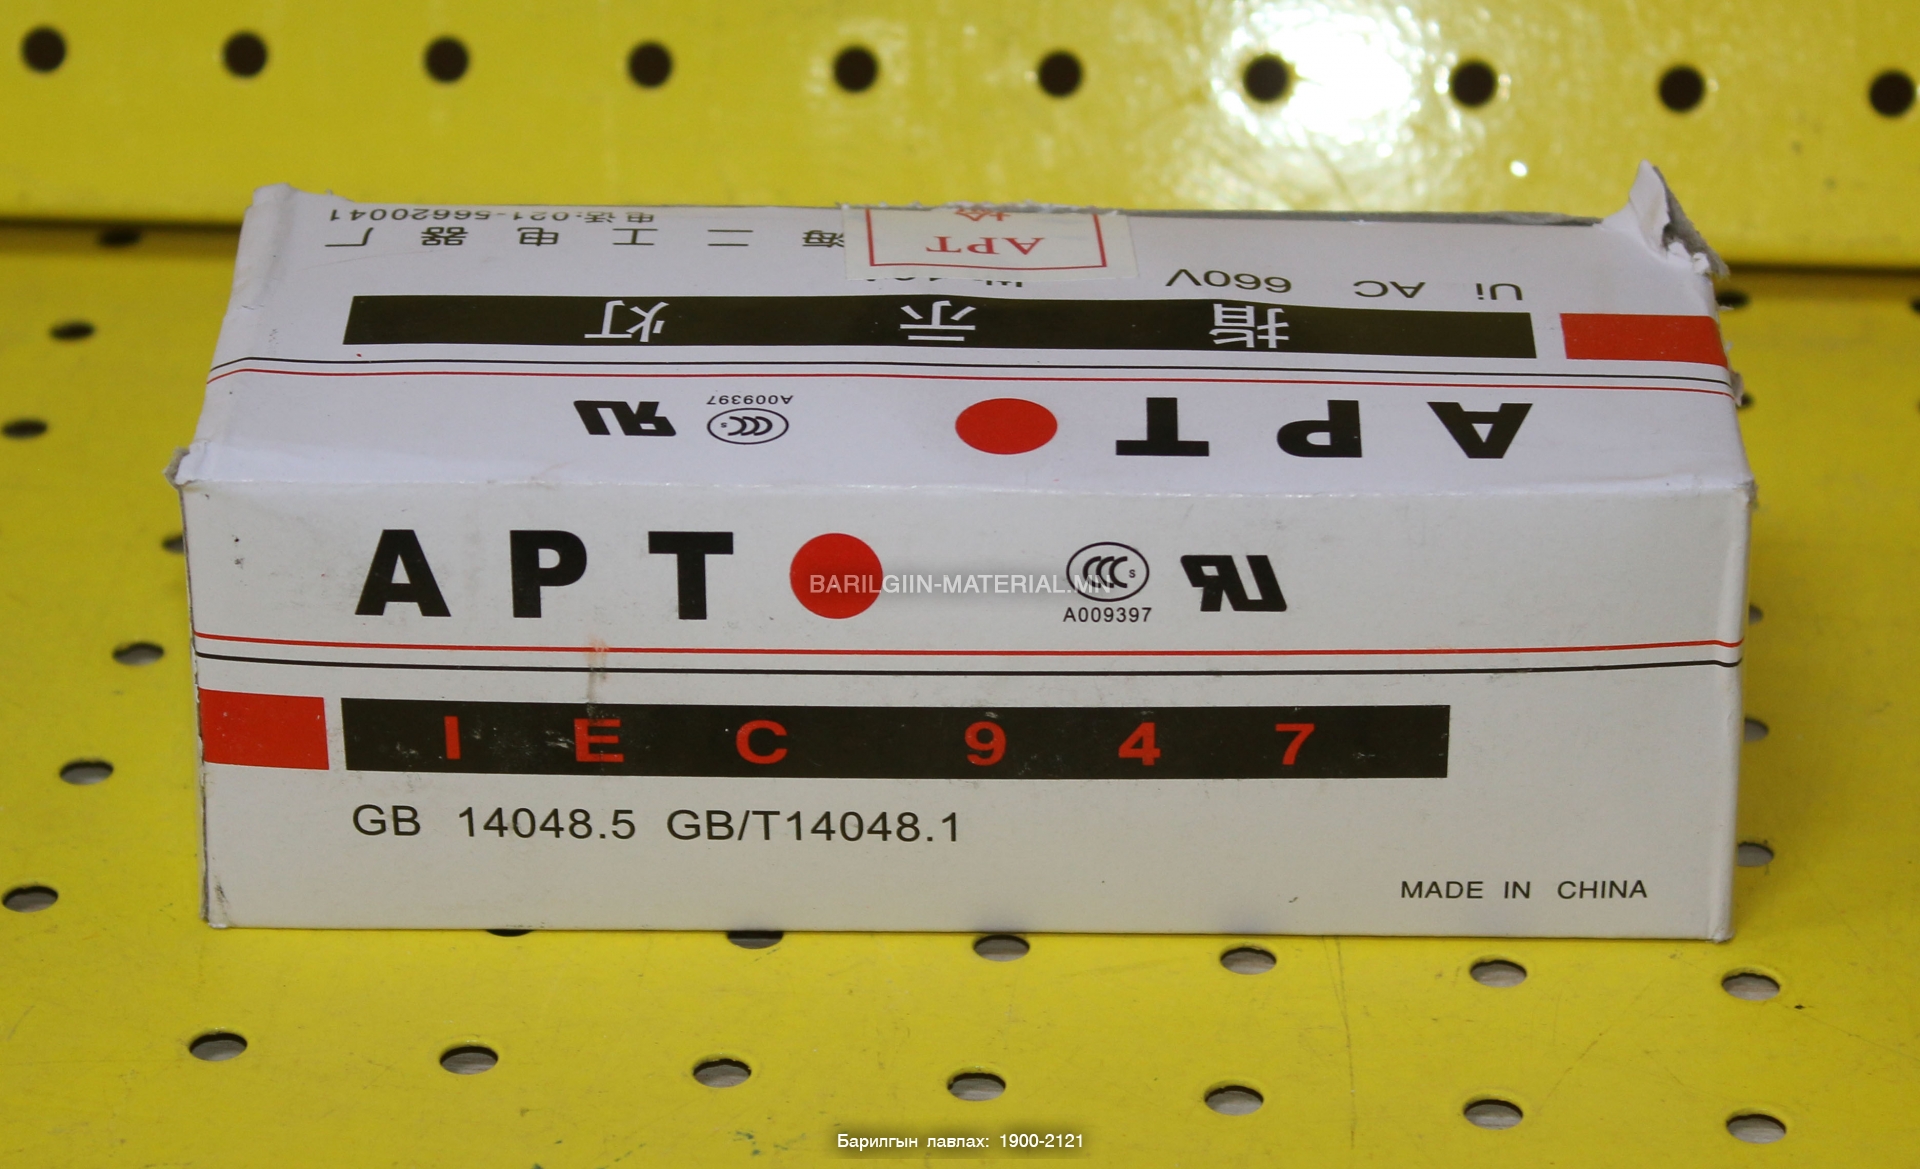 电话:021-56620041
海二工电器厂
APT
Ui AC 660V
指示灯
A009397
CCC S
APT
APT
CCC S
A009397
BARILGIIN-MATERIAL.MN
IEC 947
GB 14048.5 GB/T14048.1
MADE IN CHINA
Барилгын лавлах: 1900-2121